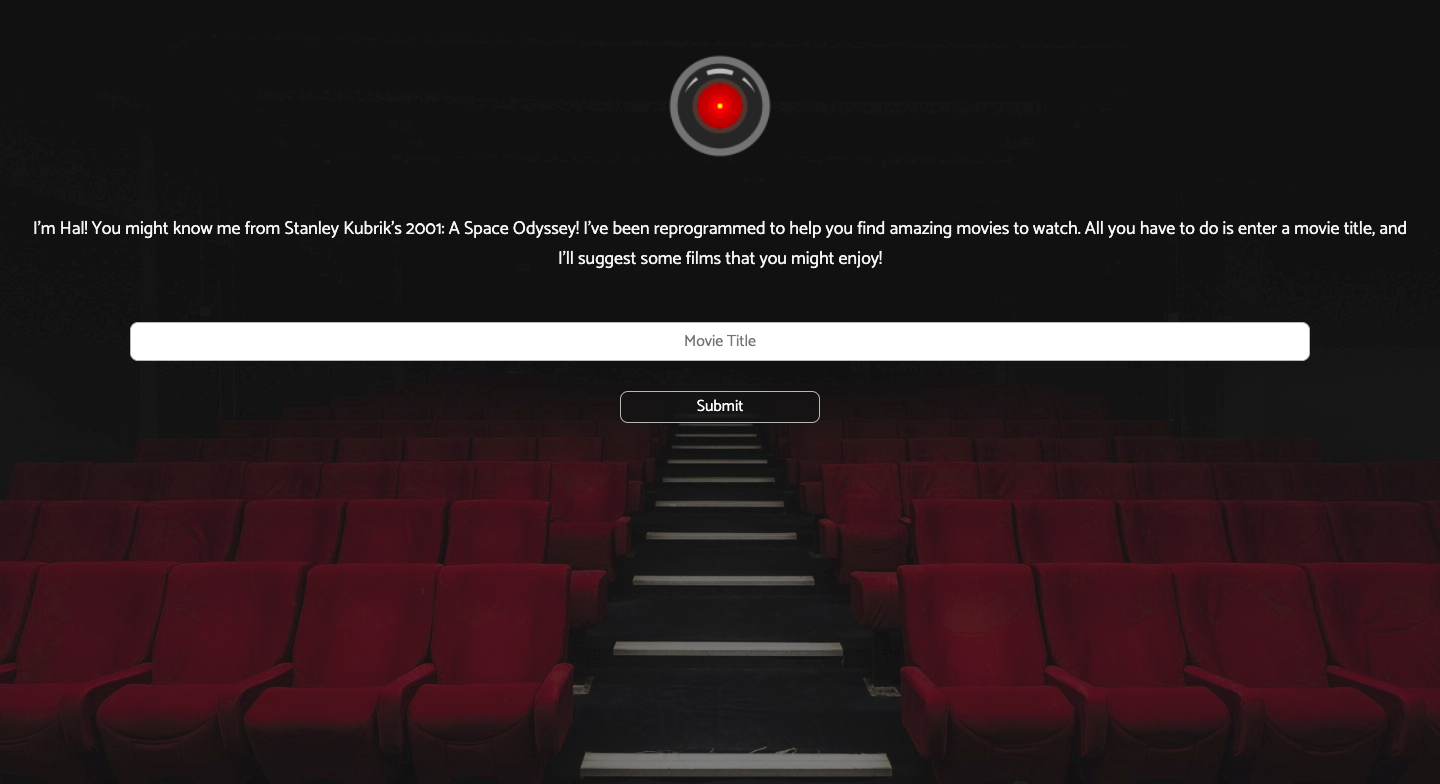 I'm Hal! You might know me from Stanley Kubrik's 2001: A Space Odyssey! I've been reprogrammed to help you find amazing movies to watch. All you have to do is enter a movie title, and
I'll suggest some films that you might enjoy!
Movie Title
Submit